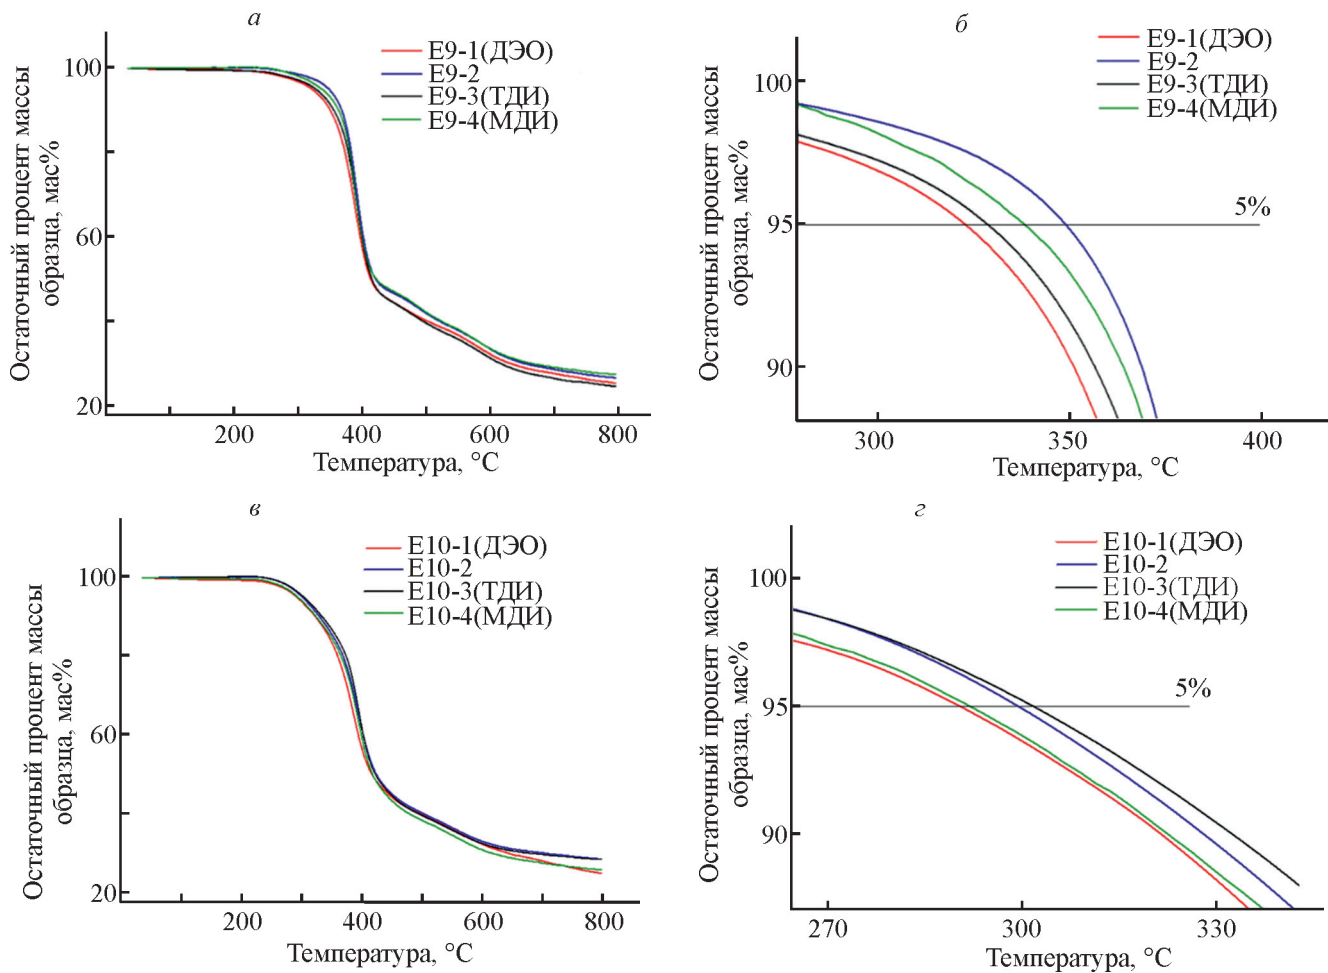 а
Остаточный процент массы
образца, мас%
100
60
20
200
400
600
800
Температура, °C
E9-1(ДЭО)
E9-2
E9-3(ТДИ)
E9-4(МДИ)
б
Остаточный процент массы
образца, мас%
100
95
90
300
350
400
Температура, °C
E9-1(ДЭО)
E9-2
E9-3(ТДИ)
E9-4(МДИ)
5%
в
Остаточный процент массы
образца, мас%
100
60
20
200
400
600
800
Температура, °C
E10-1(ДЭО)
E10-2
E10-3(ТДИ)
E10-4(МДИ)
г
Остаточный процент массы
образца, мас%
100
95
90
270
300
330
Температура, °C
E10-1(ДЭО)
E10-2
E10-3(ТДИ)
E10-4(МДИ)
5%